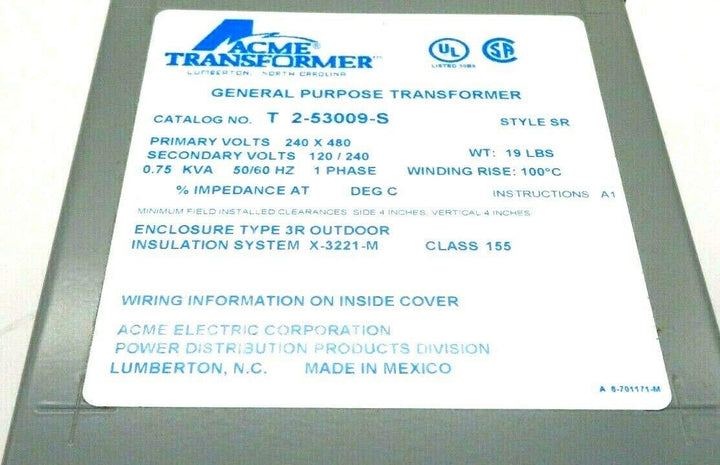 ACME®
TRANSFORMER™
LUMBERTON, NORTH CAROLINA
UL
LISTED
SA
GENERAL PURPOSE TRANSFORMER
CATALOG NO. T 2-53009-S
STYLE SR
PRIMARY VOLTS 240 X 480
SECONDARY VOLTS 120 / 240
WT: 19 LBS
0.75 KVA 50/60 HZ 1 PHASE WINDING RISE: 100°C
% IMPEDANCE AT DEG C
INSTRUCTIONS A1
MINIMUM FIELD INSTALLED CLEARANCES: SIDE 4 INCHES, VERTICAL 4 INCHES
ENCLOSURE TYPE 3R OUTDOOR
INSULATION SYSTEM X-3221-M CLASS 155
WIRING INFORMATION ON INSIDE COVER
ACME ELECTRIC CORPORATION
POWER DISTRIBUTION PRODUCTS DIVISION
LUMBERTON, N.C. MADE IN MEXICO